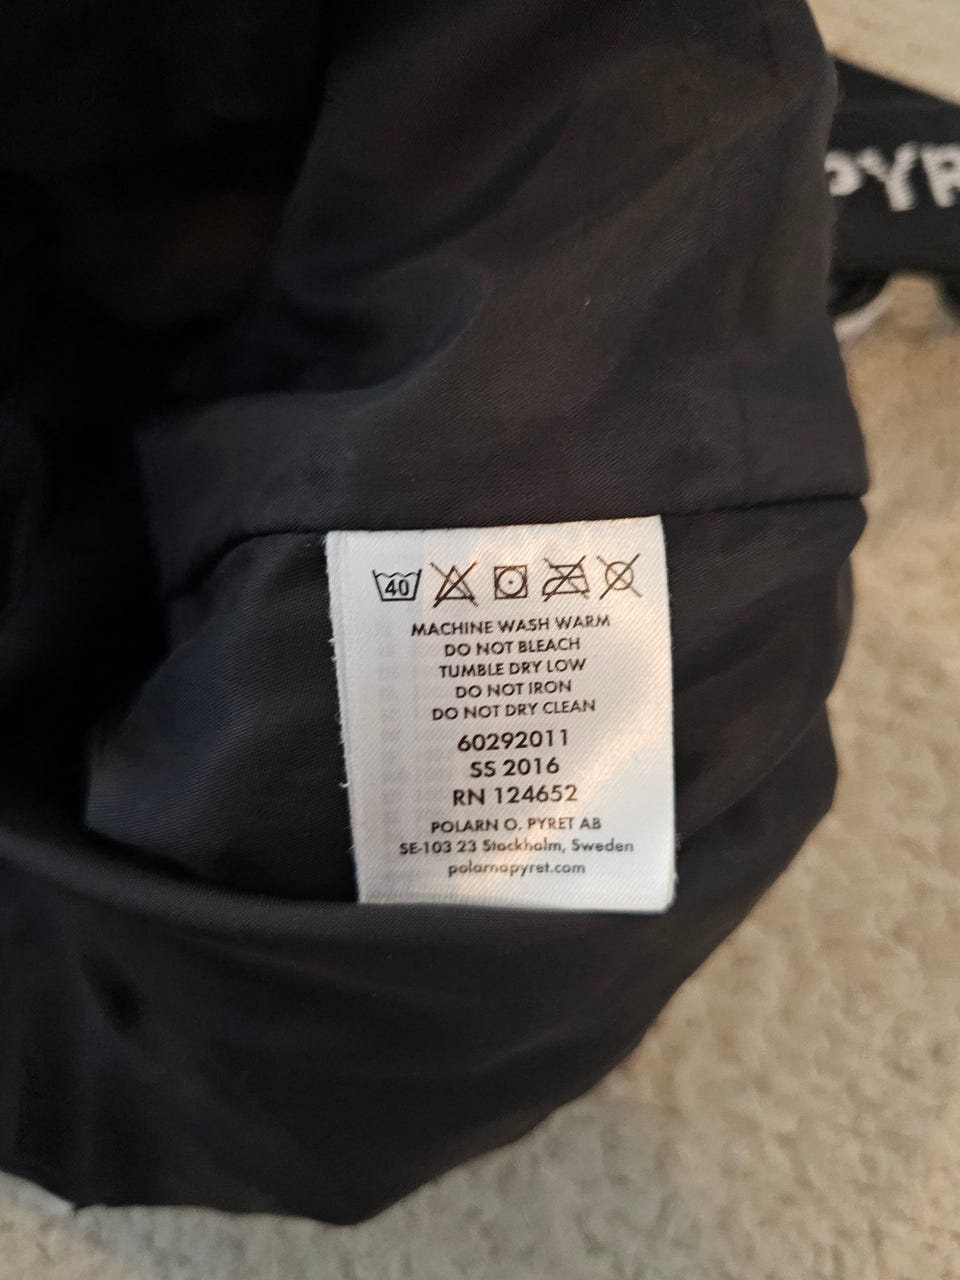 PYR
40
MACHINE WASH WARM
DO NOT BLEACH
TUMBLE DRY LOW
DO NOT IRON
DO NOT DRY CLEAN
60292011
SS 2016
RN 124652
POLARN O. PYRET AB
SE-103 23 Stockholm, Sweden
polarnopyret.com